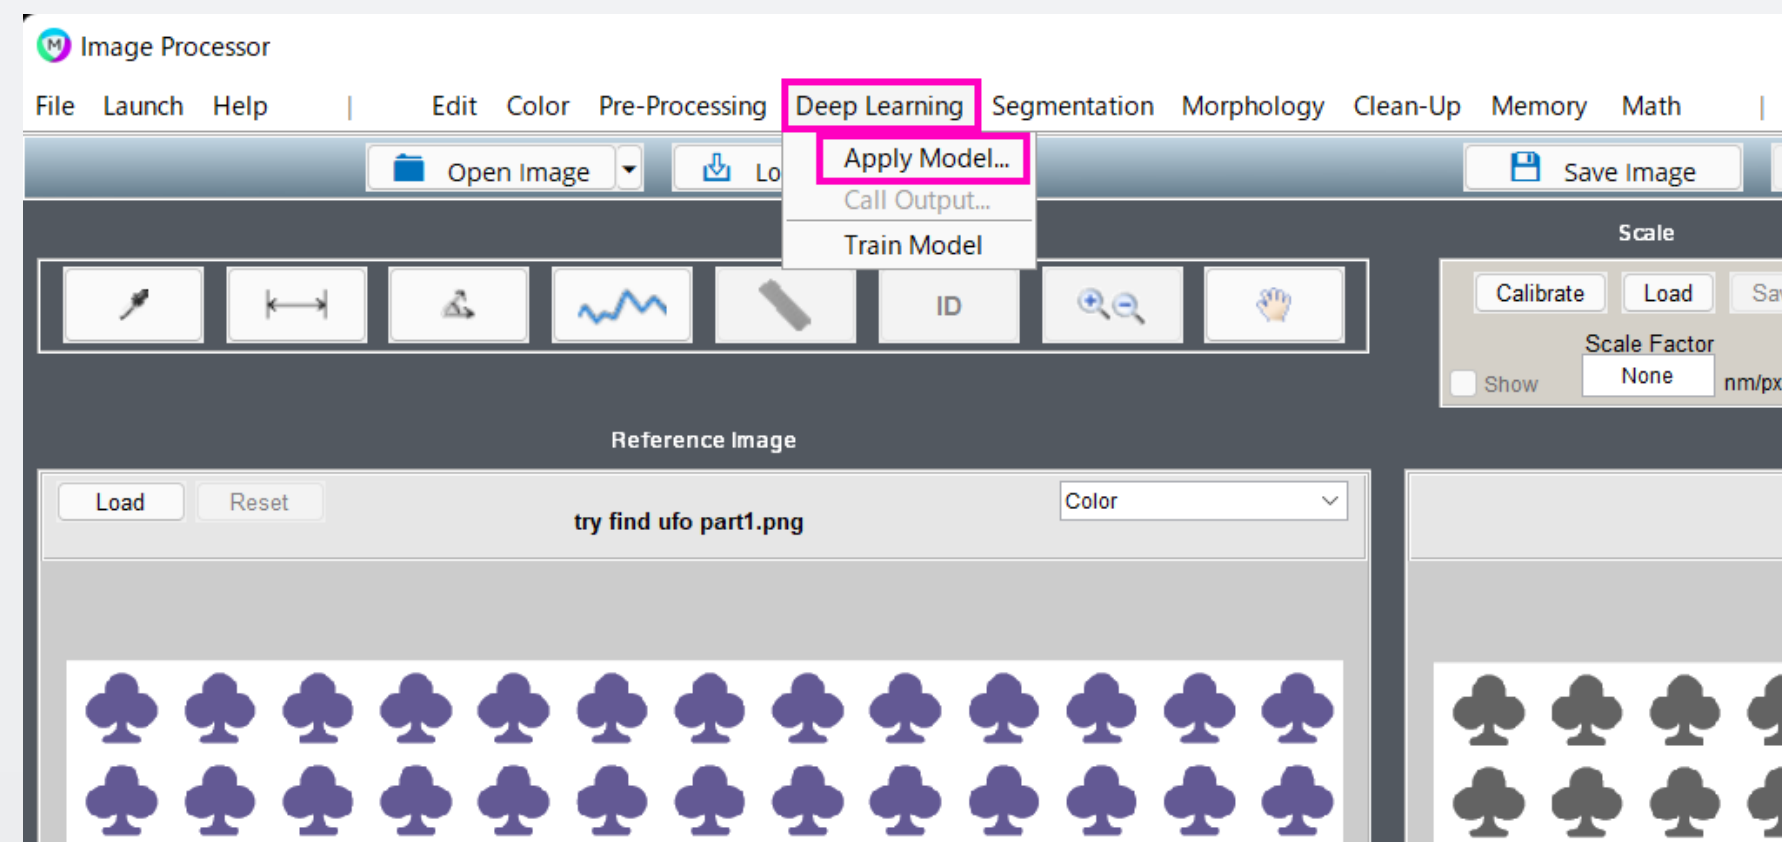 Image Processor
File Launch Help | Edit Color Pre-Processing Deep Learning Segmentation Morphology Clean-Up Memory Math |
Open Image
Save Image
Apply Model...
Call Output...
Train Model
Scale
ID
Calibrate Load
Scale Factor
Show None nm/px
Reference Image
Load Reset
try find ufo part1.png
Color